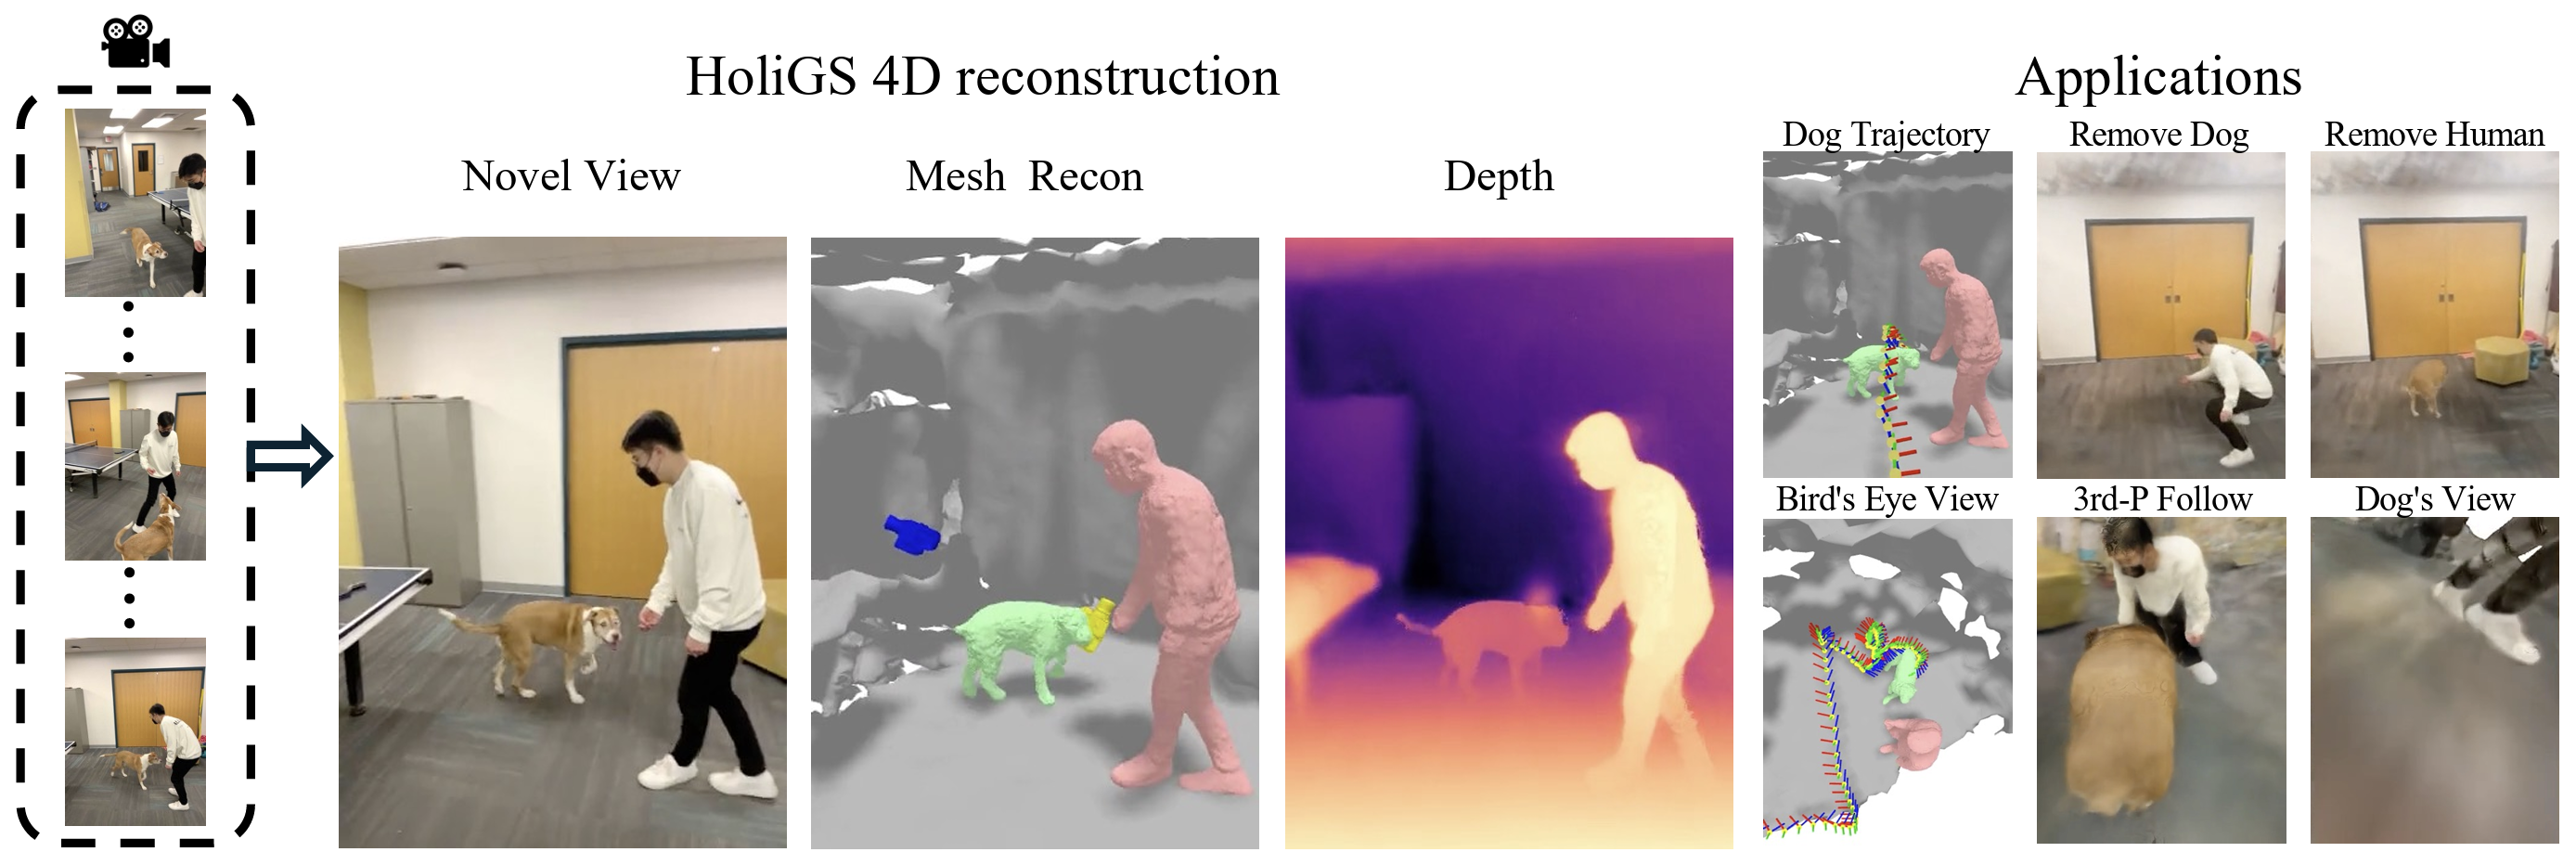 HoliGS 4D reconstruction
Applications
Novel View
Mesh Recon
Depth
Dog Trajectory
Remove Dog
Remove Human
Bird's Eye View
3rd-P Follow
Dog's View